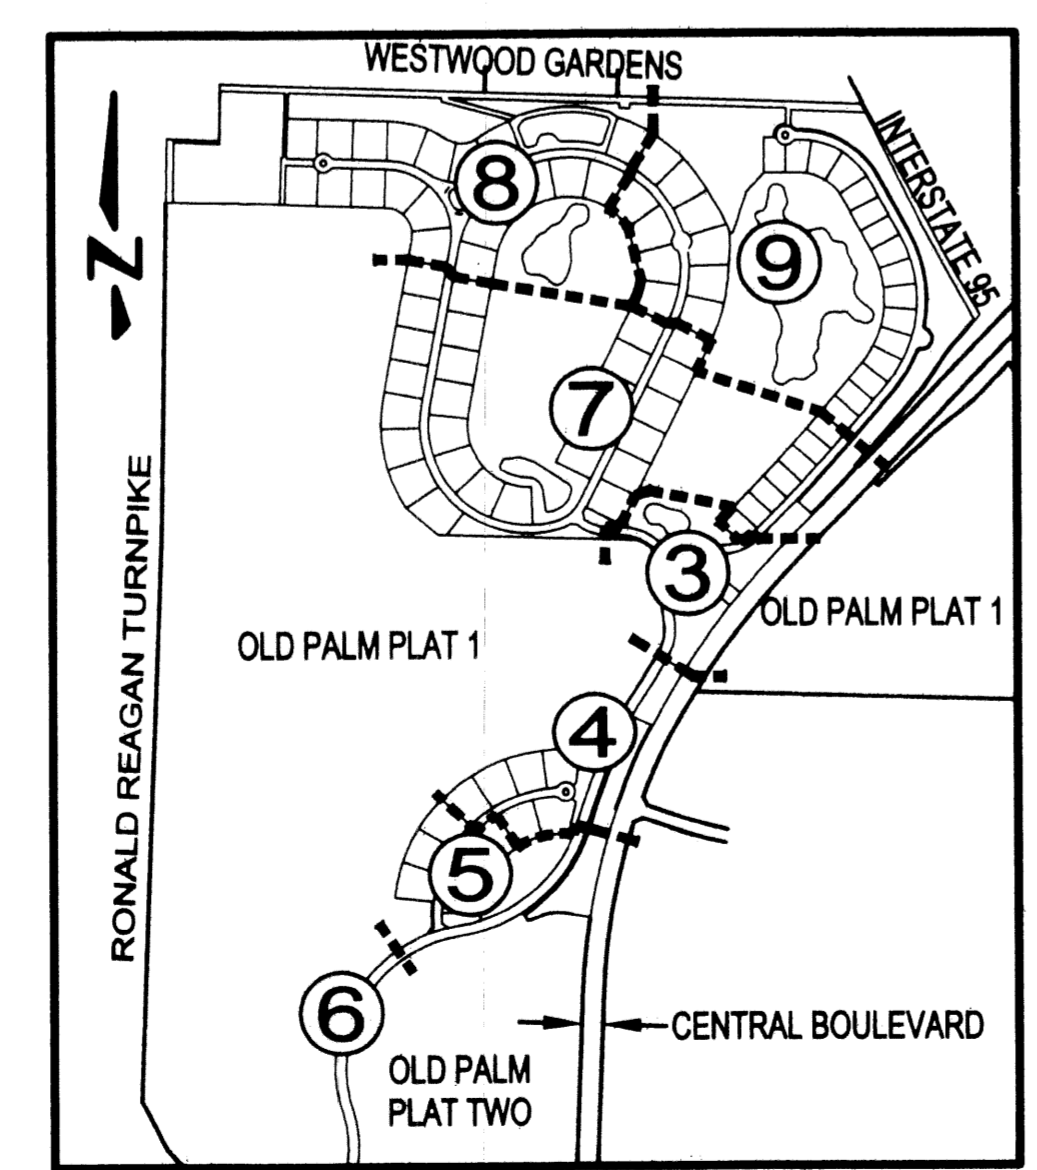 WESTWOOD GARDENS
INTERSTATE 95
8
9
N
7
RONALD REAGAN TURNPIKE
3
OLD PALM PLAT 1
OLD PALM PLAT 1
4
5
6
CENTRAL BOULEVARD
OLD PALM
PLAT TWO